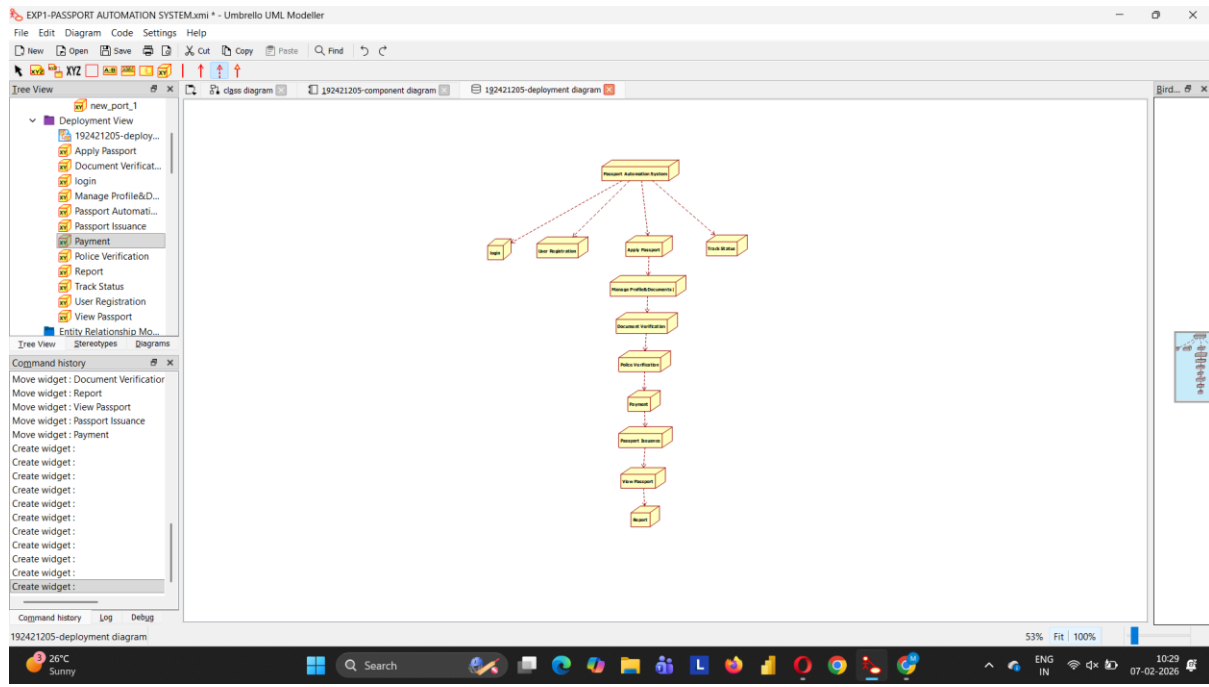 EXP1-PASSPORT AUTOMATION SYSTEM.xmi * - Umbrello UML Modeller
File Edit Diagram Code Settings Help
New Open Save Cut Copy Paste Find
XYZ
Tree View
class diagram 192421205-component diagram 192421205-deployment diagram
Bird...
new_port_1
Deployment View
192421205-deploy...
Apply Passport
Document Verificat...
login
Manage Profile&D...
Passport Automati...
Passport Issuance
Payment
Police Verification
Report
Track Status
User Registration
View Passport
Entity Relationship Mo...
Tree View Stereotypes Diagrams
Command history
Move widget : Document Verification
Move widget : Report
Move widget : View Passport
Move widget : Passport Issuance
Move widget : Payment
Create widget :
Create widget :
Create widget :
Create widget :
Create widget :
Create widget :
Create widget :
Create widget :
Create widget :
Create widget :
Create widget :
Command history Log Debug
Passport Automation System
login
User Registration
Apply Passport
Track Status
Manage Profile&Documents
Document Verification
Police Verification
Payment
Passport Issuance
View Passport
Report
192421205-deployment diagram
53% Fit 100%
3
26°C
Sunny
Search
L
ENG
IN
10:29
07-02-2026